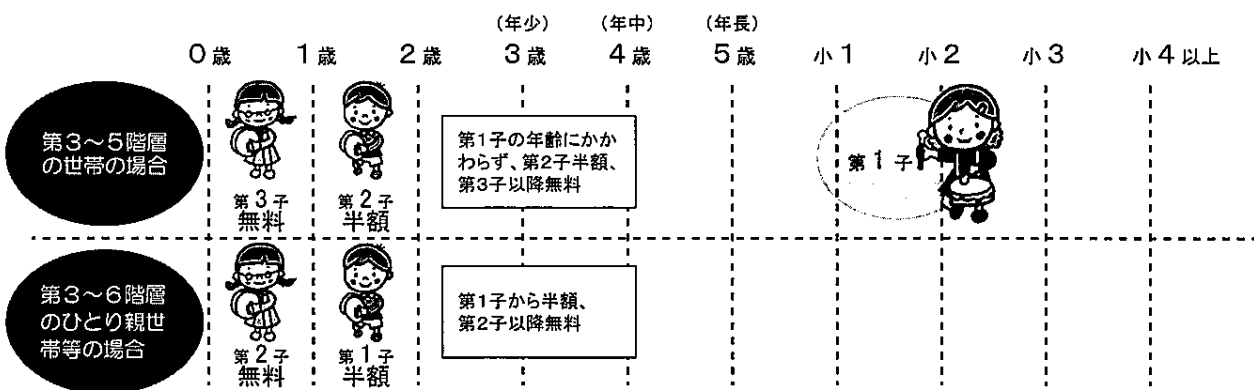 (年少) (年中) (年長)
0歳 1歳 2歳 3歳 4歳 5歳 小1 小2 小3 小4以上
第3～5階層
の世帯の場合
第3子
無料
第2子
半額
第1子の年齢にかか
わらず、第2子半額、
第3子以降無料
第1子
第3～6階層
のひとり親世
帯等の場合
第2子
無料
第1子
半額
第1子から半額、
第2子以降無料